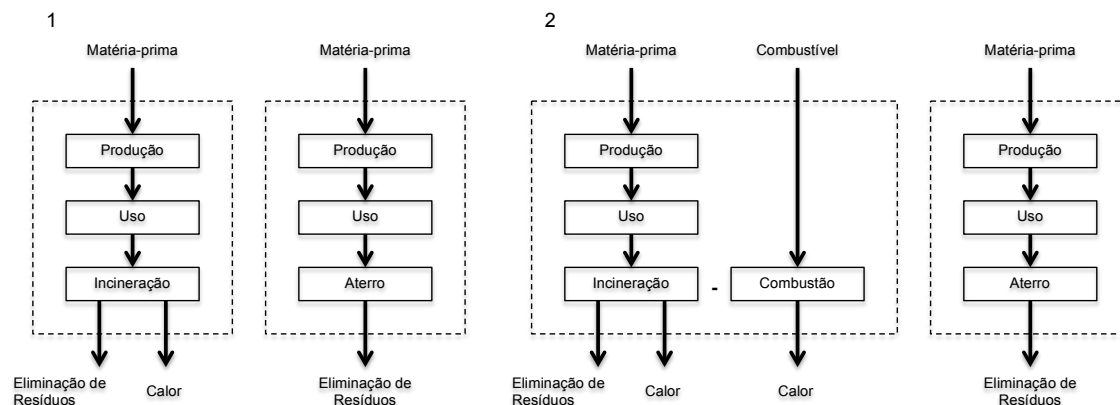 1
2
Matéria-prima
Matéria-prima
Matéria-prima
Combustível
Matéria-prima
Produção
Produção
Produção
Produção
Uso
Uso
Uso
Uso
Incineração
Aterro
Incineração
-
Combustão
Aterro
Eliminação de
Resíduos
Calor
Eliminação de
Resíduos
Eliminação de
Resíduos
Calor
Calor
Eliminação de
Resíduos